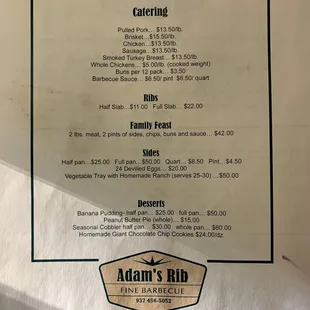 Catering
Pulled Pork... $13.50/lb.
Brisket...$15.50/lb.
Chicken...$13.50/lb.
Sausage... $13.50/lb.
Smoked Turkey Breast ... $13.50/lb.
Whole Chickens... $5.00/lb. (cooked weight)
Buns per 12 pack... $3.50
Barbecue Sauce... $6.50/ pint $8.50/ quart
Ribs
Half Slab...$11.00 Full Slab... $22.00
Family Feast
2 lbs. meat, 2 pints of sides, chips, buns and sauce... $42.00
Sides
Half pan...$25.00 Full pan...$50.00 Quart... $8.50 Pint...$4.50
24 Devilled Eggs... $20.00
Vegetable Tray with Homemade Ranch (serves 25-30) ...$50.00
Desserts
Banana Pudding- half pan... $25.00 full pan... $50.00
Peanut Butter Pie (whole)... $15.00
Seasonal Cobbler half pan... $30.00 whole pan... $60.00
Homemade Giant Chocolate Chip Cookies $24.00/dz.
Adam's Rib
FINE BARBECUE
937 456-5052